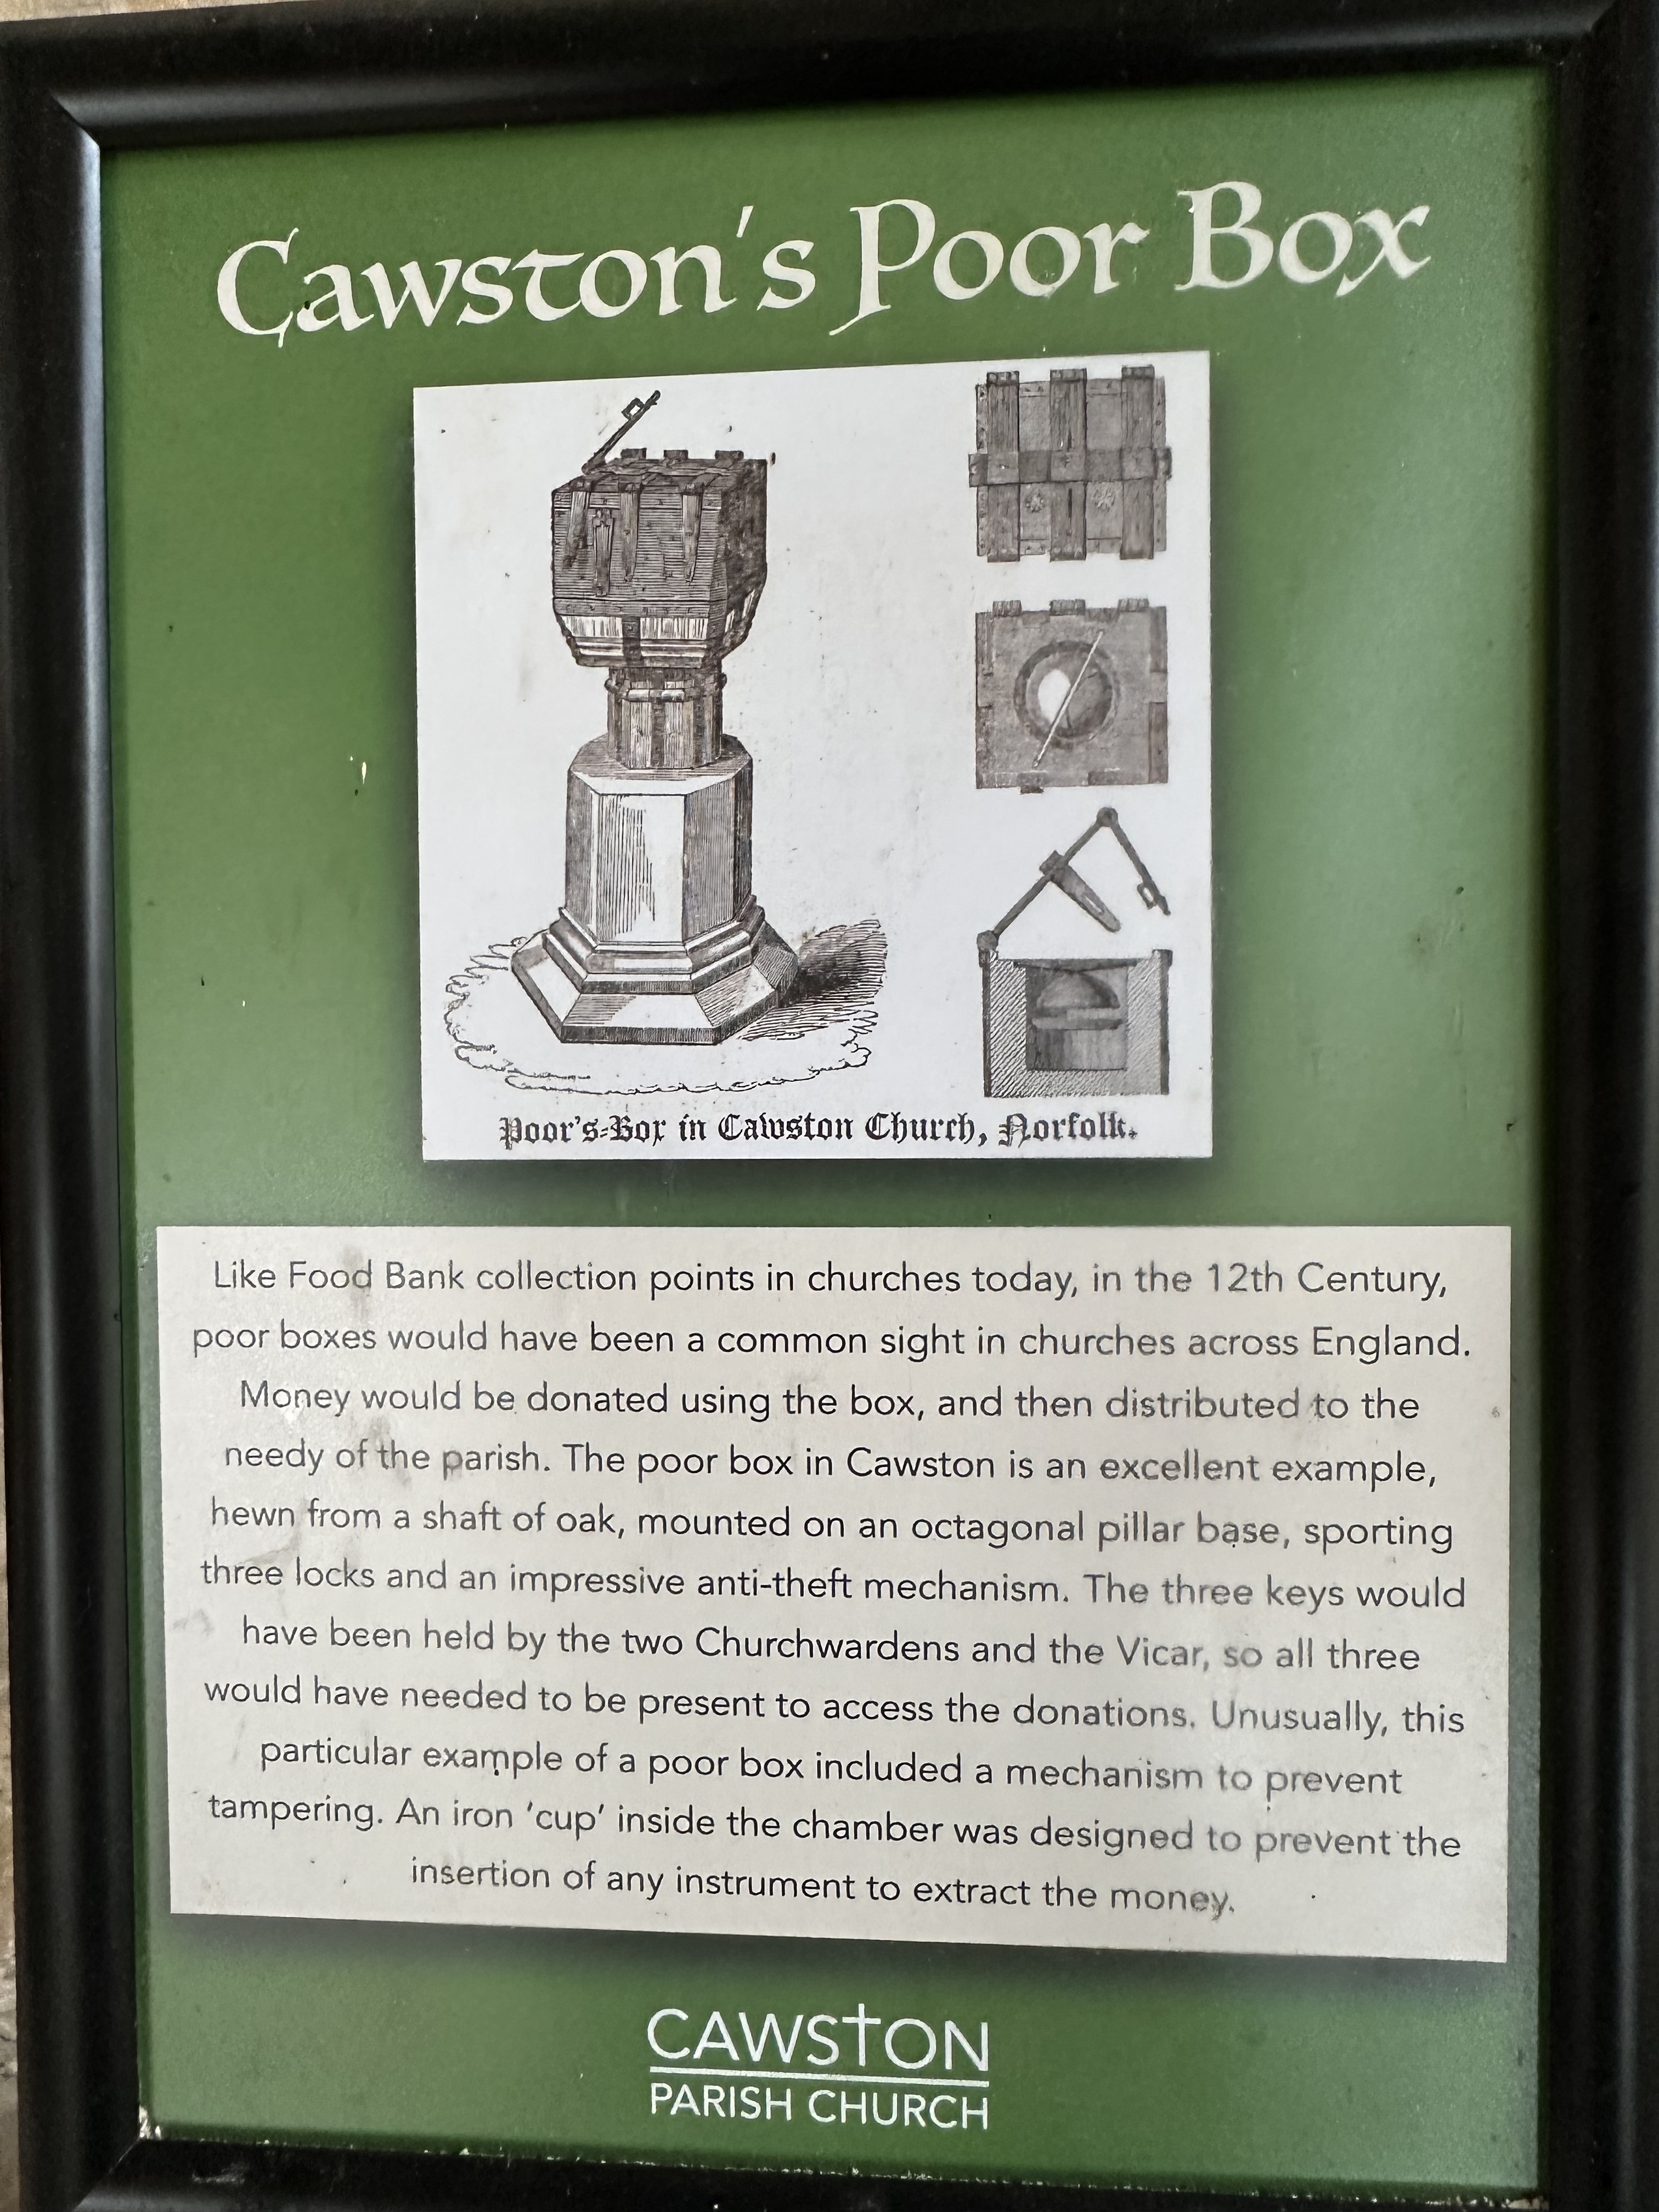 Cawston's Poor Box
Poor's-Box in Cawston Church, Norfolk.
Like Food Bank collection points in churches today, in the 12th Century,
poor boxes would have been a common sight in churches across England.
Money would be donated using the box, and then distributed to the
needy of the parish. The poor box in Cawston is an excellent example,
hewn from a shaft of oak, mounted on an octagonal pillar base, sporting
three locks and an impressive anti-theft mechanism. The three keys would
have been held by the two Churchwardens and the Vicar, so all three
would have needed to be present to access the donations. Unusually, this
particular example of a poor box included a mechanism to prevent
tampering. An iron 'cup' inside the chamber was designed to prevent the
insertion of any instrument to extract the money.
CAWSTON
PARISH CHURCH